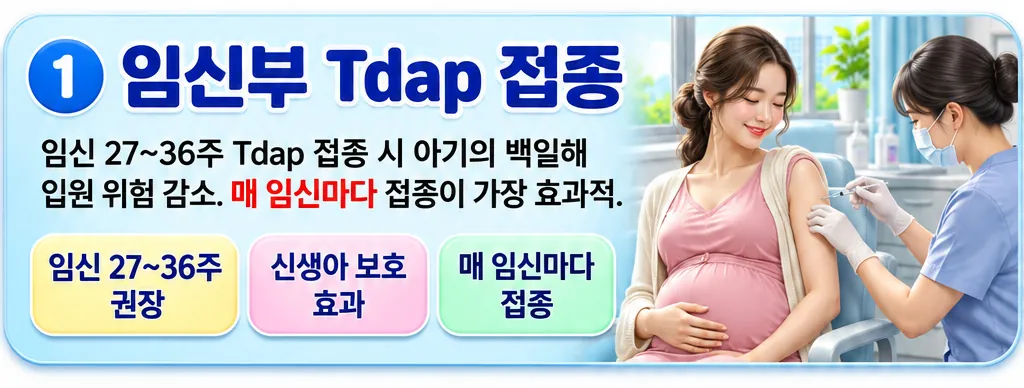 1 임신부 Tdap 접종
임신 27~36주 Tdap 접종 시 아기의 백일해
입원 위험 감소. 매 임신마다 접종이 가장 효과적.
임신 27~36주
권장
신생아 보호
효과
매 임신마다
접종